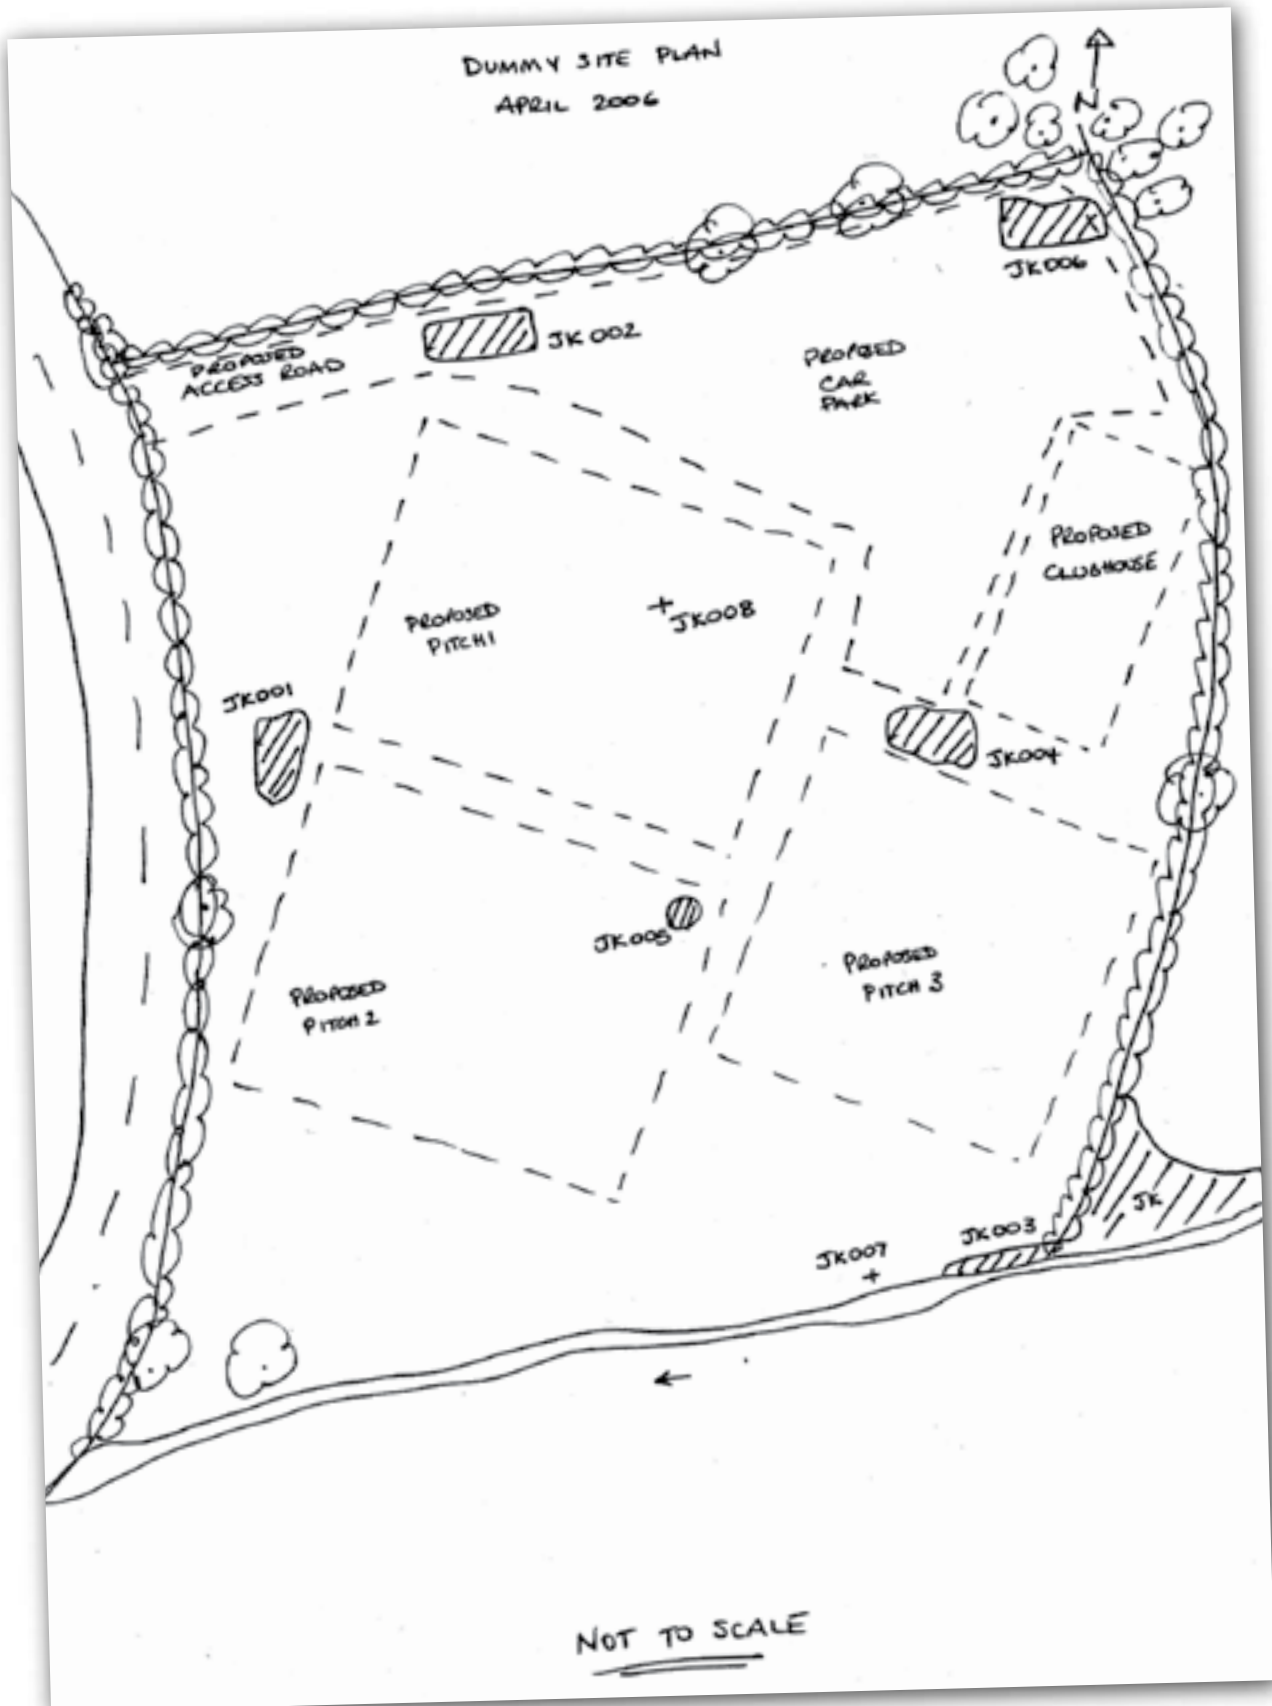 DUMMY SITE PLAN
APRIL 2006
N
JK006
JK002
PROPOSED
ACCESS ROAD
PROPOSED
CAR
PARK
PROPOSED
CLUBHOUSE
PROPOSED
PITCH 1
JK008
JK001
JK004
JK005
PROPOSED
PITCH 3
PROPOSED
PITCH 2
JK
JK003
JK007
NOT TO SCALE